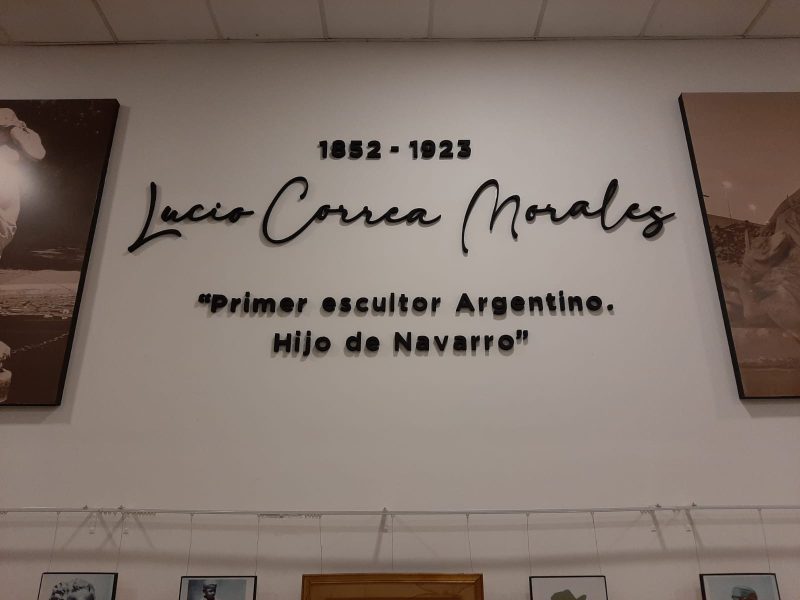 1852 - 1923
Lucio Correa Morales
“Primer escultor Argentino.
Hijo de Navarro”